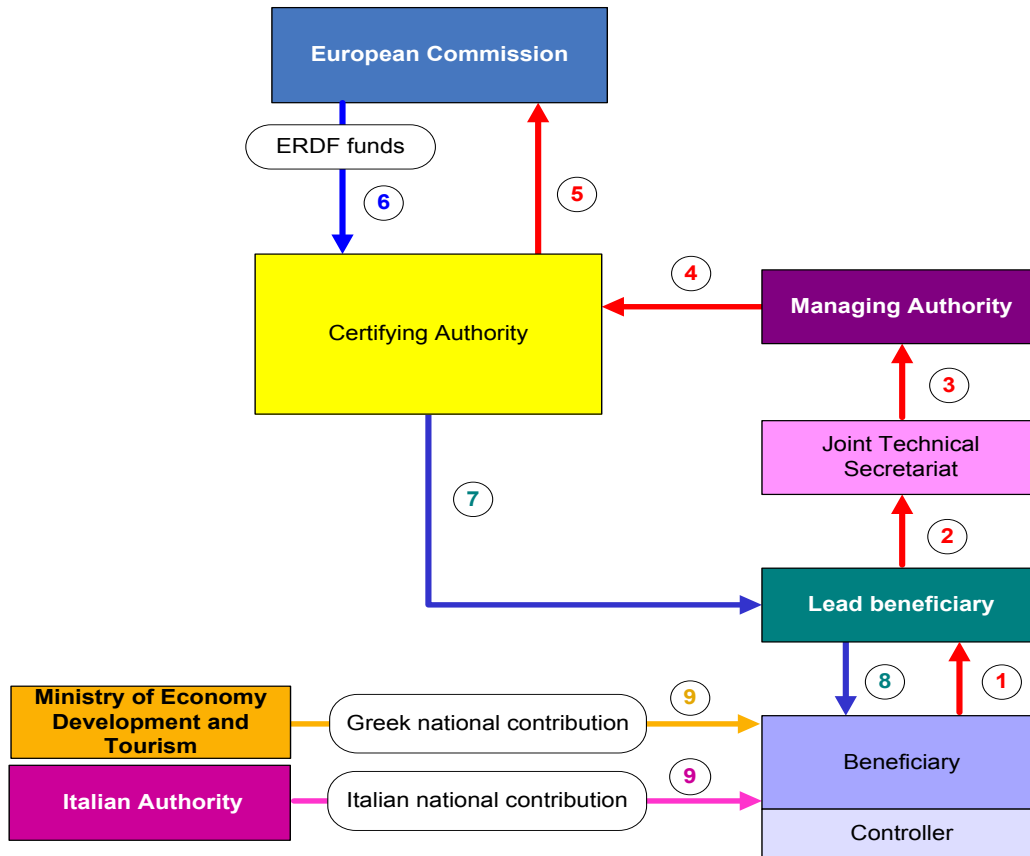 European Commission
ERDF funds
6
5
4
Certifying Authority
Managing Authority
3
Joint Technical
Secretariat
7
2
Lead beneficiary
8
1
Ministry of Economy
Development and
Tourism
Greek national contribution
9
Beneficiary
Italian Authority
Italian national contribution
9
Controller